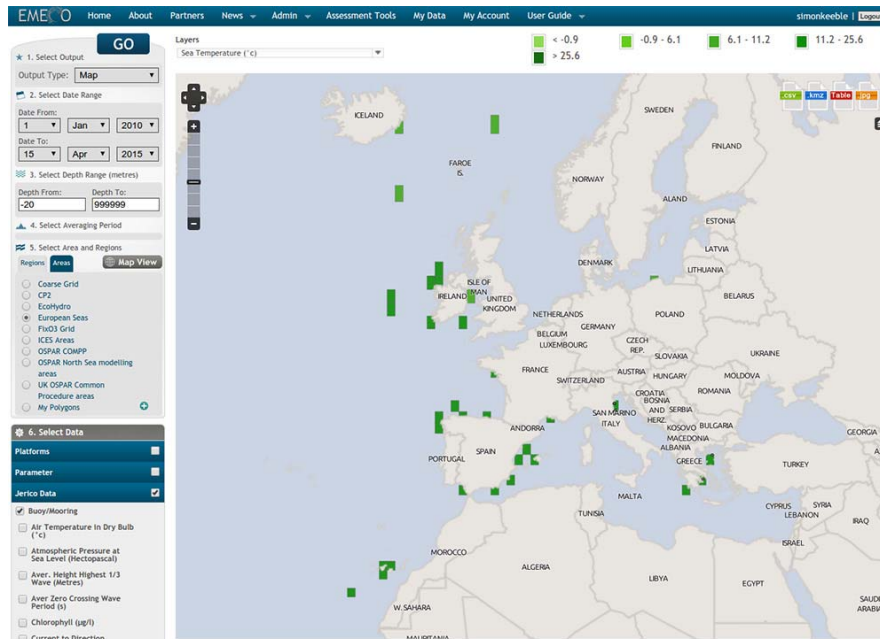 EMECO Home About Partners News Admin Assessment Tools My Data My Account User Guide simonkeeble | Logout
GO
1. Select Output
Output Type: Map
2. Select Date Range
Date From:
1 Jan 2010
Date To:
15 Apr 2015
3. Select Depth Range (metres)
Depth From: Depth To:
-20 999999
4. Select Averaging Period
5. Select Area and Regions
Regions Areas Map View
Coarse Grid
CP2
EcoHydro
European Seas
FixO3 Grid
ICES Areas
OSPAR COMPP
OSPAR North Sea modelling
areas
UK OSPAR Common
Procedure areas
My Polygons
6. Select Data
Platforms
Parameter
Jerico Data
Buoy/Mooring
Air Temperature in Dry Bulb
(°c)
Atmospheric Pressure at
Sea Level (Hectopascal)
Aver. Height Highest 1/3
Wave (Metres)
Aver Zero Crossing Wave
Period (s)
Chlorophyll (µg/l)
Current to Direction
Layers
Sea Temperature (°c)
< -0.9 -0.9 - 6.1 6.1 - 11.2 11.2 - 25.6
> 25.6
.csv .kmz Table .jpg
ICELAND
SWEDEN
FINLAND
FAROE
IS.
NORWAY
ALAND
ESTONIA
LATVIA
DENMARK
LITHUANIA
ISLE OF
MAN
IRELAND
UNITED
KINGDOM
BELARUS
NETHERLANDS
POLAND
GERMANY
BELGIUM
LUXEMBOURG
CZECH
REP.
SLOVAKIA
UKRAINE
FRANCE
AUSTRIA
HUNGARY
MOLDOVA
SWITZERLAND
ROMANIA
CROATIA
BOSNIA
AND
HERZ.
SERBIA
SAN MARINO
ITALY
ANDORRA
KOSOVO
BULGARIA
MACEDONIA
ALBANIA
GEORGIA
PORTUGAL
SPAIN
GREECE
TURKEY
MALTA
CYPRUS
SYRIA
LEBANON
TUNISIA
IRAQ
ISRAEL
MOROCCO
ALGERIA
LIBYA
EGYPT
W. SAHARA
SAUDI
ARABIA
MAURITANIA